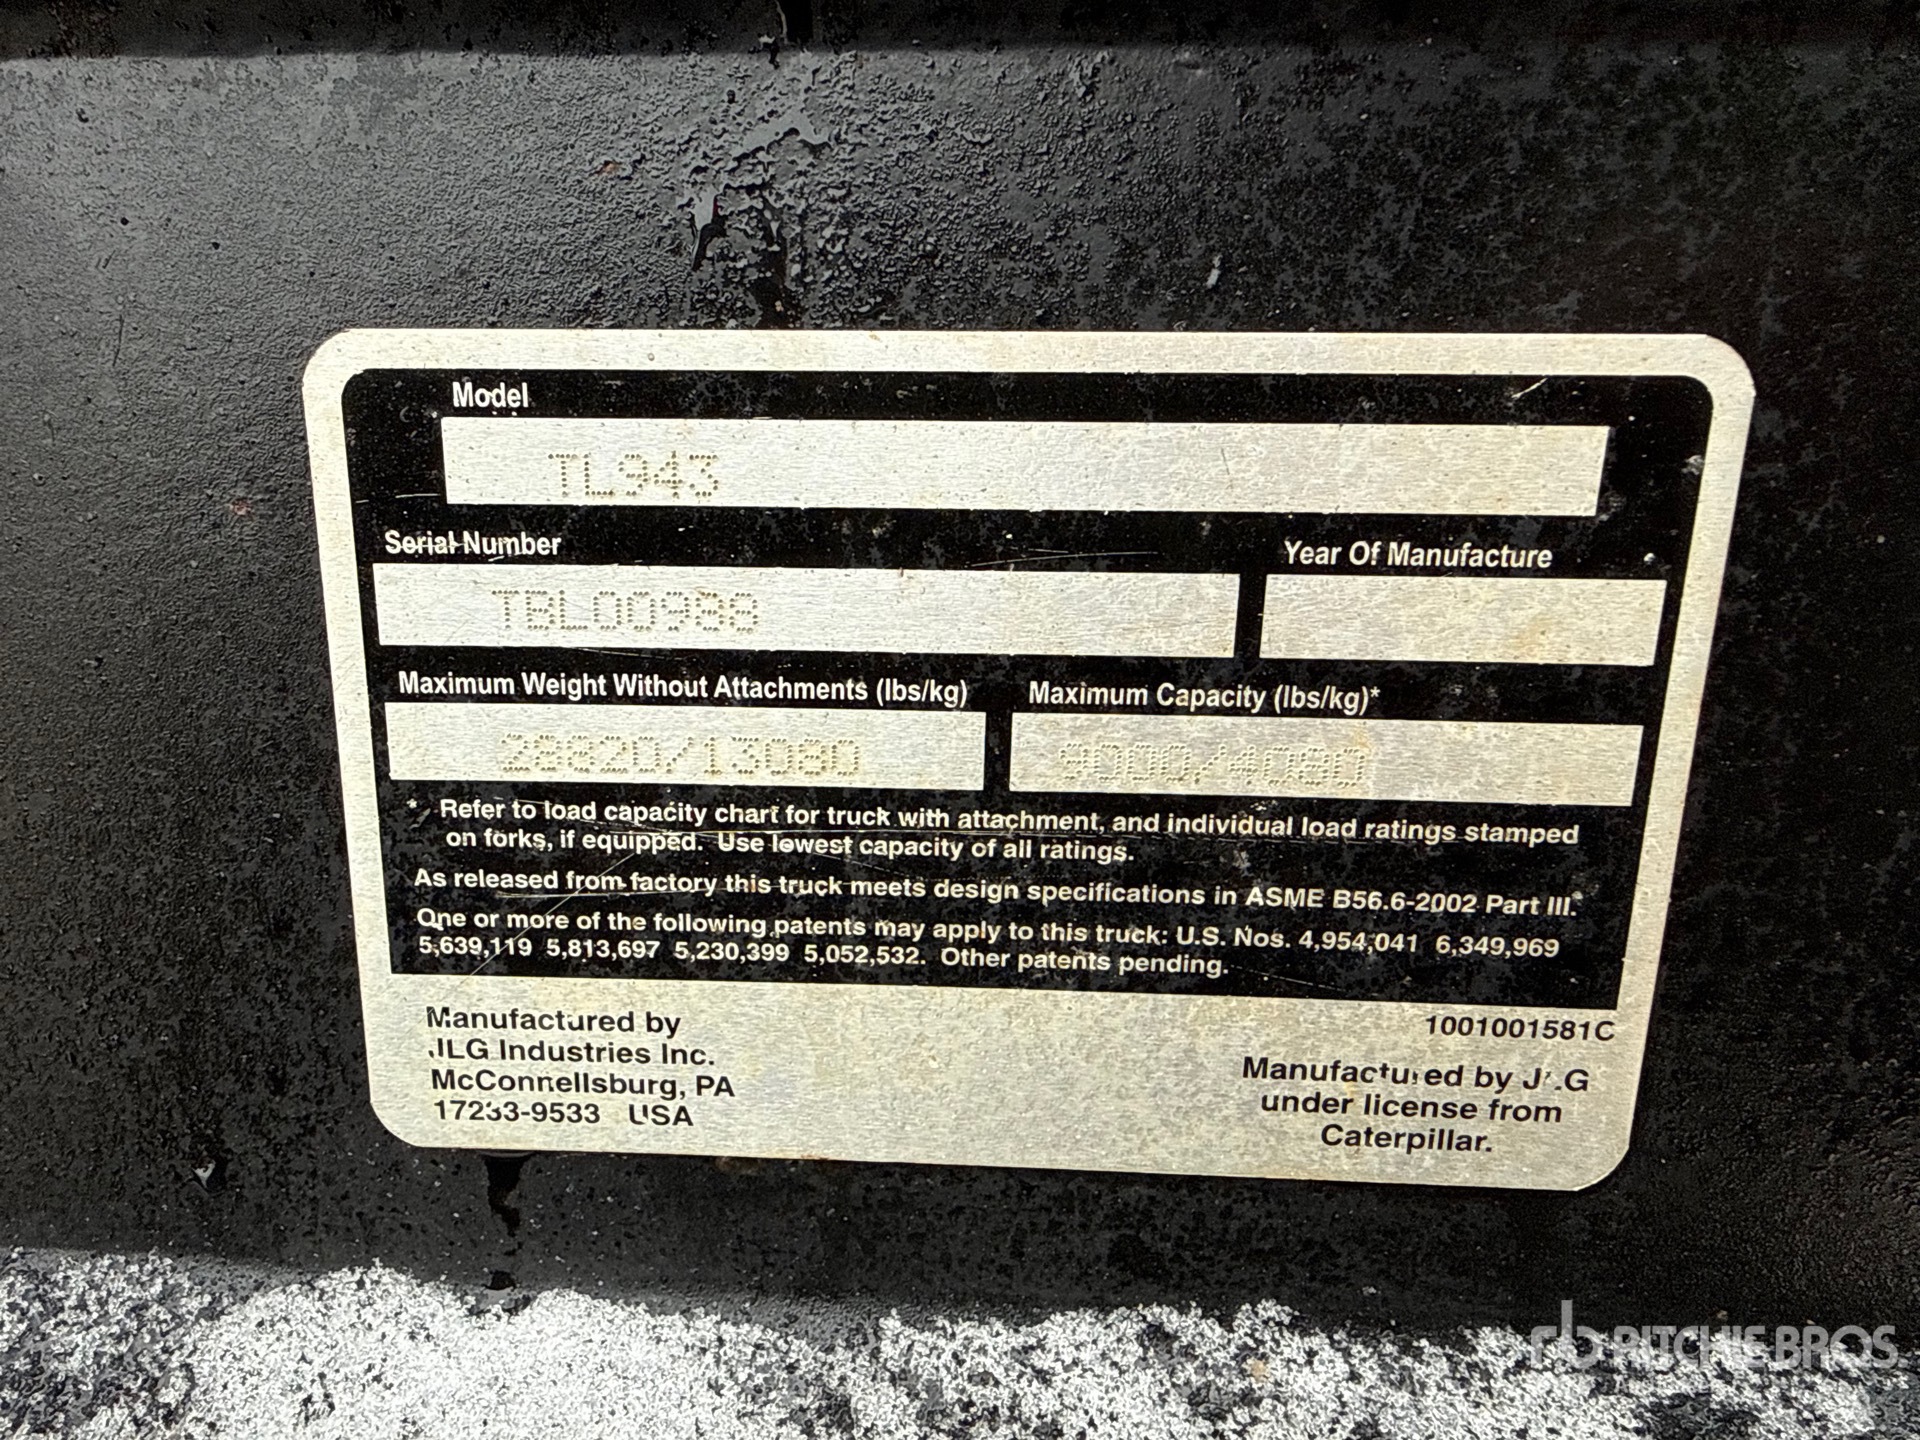 Model
TL943
Serial Number
Year Of Manufacture
TBL00988
Maximum Weight Without Attachments (lbs/kg)
Maximum Capacity (lbs/kg)*
28820/13080
9000/4080
* Refer to load capacity chart for truck with attachment, and individual load ratings stamped
on forks, if equipped. Use lowest capacity of all ratings.
As released from factory this truck meets design specifications in ASME B56.6-2002 Part III.
One or more of the following patents may apply to this truck: U.S. Nos. 4,954,041 6,349,969
5,639,119 5,813,697 5,230,399 5,052,532. Other patents pending.
Manufactured by
JLG Industries Inc.
McConnellsburg, PA
17233-9533 USA
1001001581C
Manufactured by JLG
under license from
Caterpillar.
rb RITCHIE BROS.